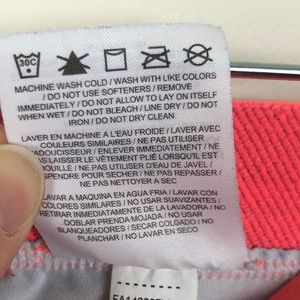 30C
MACHINE WASH COLD / WASH WITH LIKE COLORS
/ DO NOT USE SOFTENERS / REMOVE
IMMEDIATELY / DO NOT ALLOW TO LAY ON ITSELF
WHEN WET / DO NOT BLEACH / LINE DRY / DO NOT
IRON / DO NOT DRY CLEAN
LAVER EN MACHINE A L'EAU FROIDE / LAVER AVEC
COULEURS SIMILAIRES / NE PAS UTILISER
D'ADOUCISSEUR / ENLEVER IMMEDIATEMENT / NE
PAS LAISSER LE VÊTEMENT PLIÉ LORSQU'IL EST
MOUILLÉ / NE PAS UTILISER D'EAU DE JAVEL /
SUSPENDRE POUR SECHER / NE PAS REPASSER /
NE PAS NETTOYER A SEC
LAVAR A MAQUINA EN AGUA FRIA / LAVAR CON
COLORES SIMILARES / NO USAR SUAVIZANTES /
RETIRAR INMEDIATAMENTE DE LA LAVADORA / NO
DOBLAR PRENDA MOJADA / NO USAR
BLANQUEADORES / SECAR COLGADO / NO
PLANCHAR / NO LAVAR EN SECO